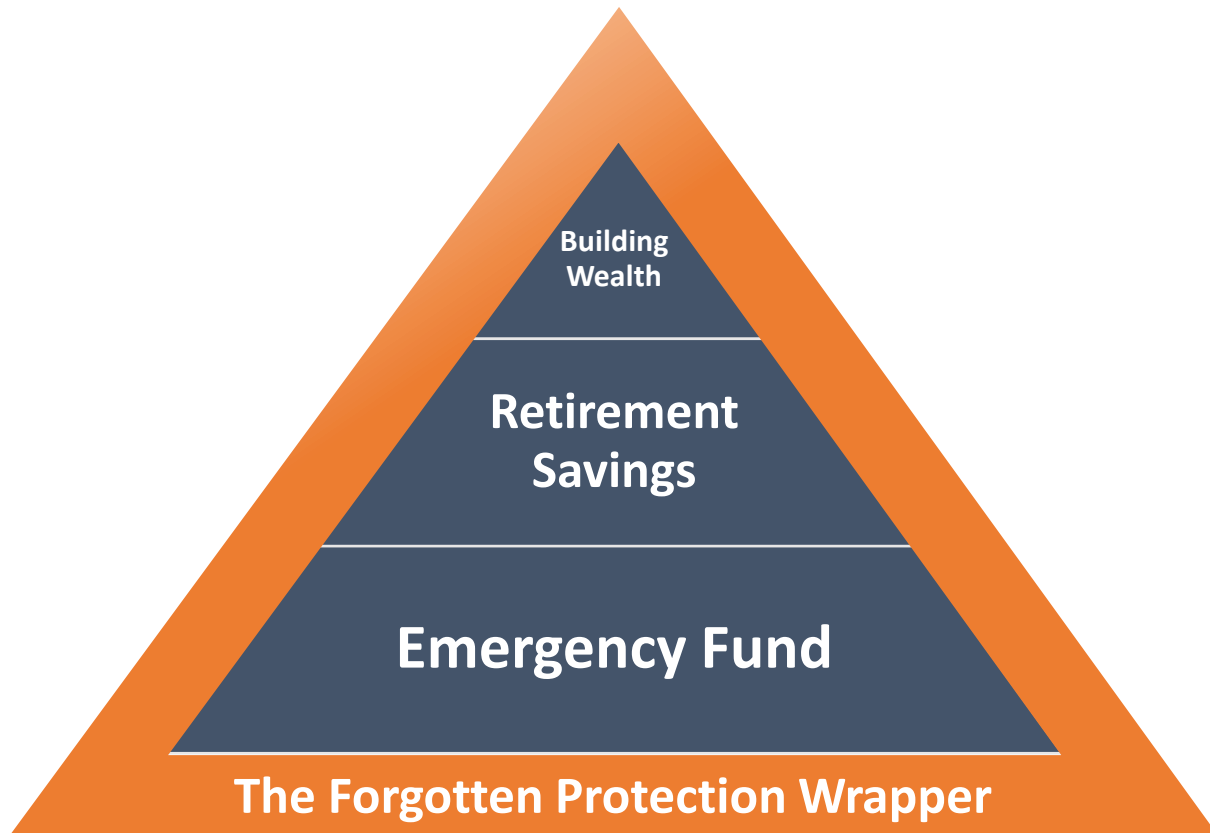 Building
Wealth
Retirement
Savings
Emergency Fund
The Forgotten Protection Wrapper